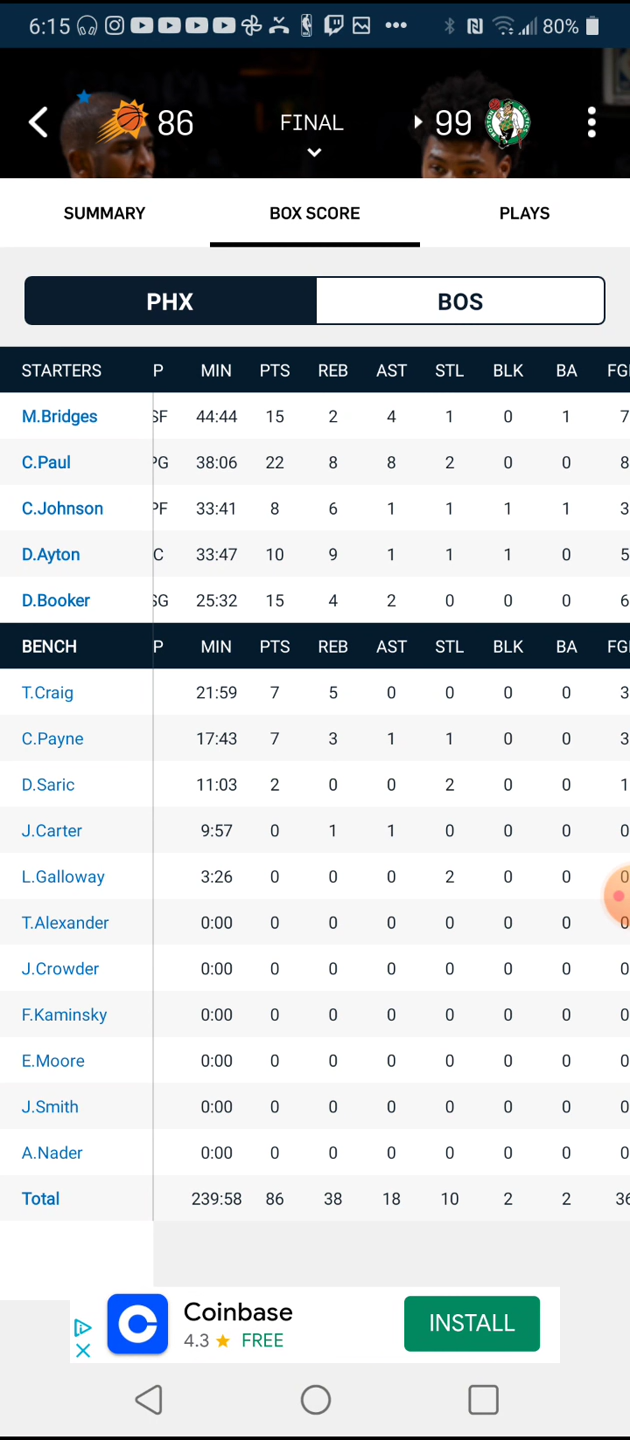 6:15 80%
86 FINAL 99
SUMMARY BOX SCORE PLAYS
PHX BOS
STARTERS P MIN PTS REB AST STL BLK BA FG
M.Bridges SF 44:44 15 2 4 1 0 1 7
C.Paul PG 38:06 22 8 8 2 0 0 8
C.Johnson PF 33:41 8 6 1 1 1 1 3
D.Ayton C 33:47 10 9 1 1 1 0 5
D.Booker SG 25:32 15 4 2 0 0 0 6
BENCH P MIN PTS REB AST STL BLK BA FG
T.Craig 21:59 7 5 0 0 0 0 3
C.Payne 17:43 7 3 1 1 0 0 3
D.Saric 11:03 2 0 0 2 0 0 1
J.Carter 9:57 0 1 1 0 0 0 0
L.Galloway 3:26 0 0 0 2 0 0 0
T.Alexander 0:00 0 0 0 0 0 0 0
J.Crowder 0:00 0 0 0 0 0 0 0
F.Kaminsky 0:00 0 0 0 0 0 0 0
E.Moore 0:00 0 0 0 0 0 0 0
J.Smith 0:00 0 0 0 0 0 0 0
A.Nader 0:00 0 0 0 0 0 0 0
Total 239:58 86 38 18 10 2 2 36
Coinbase
4.3 FREE
INSTALL